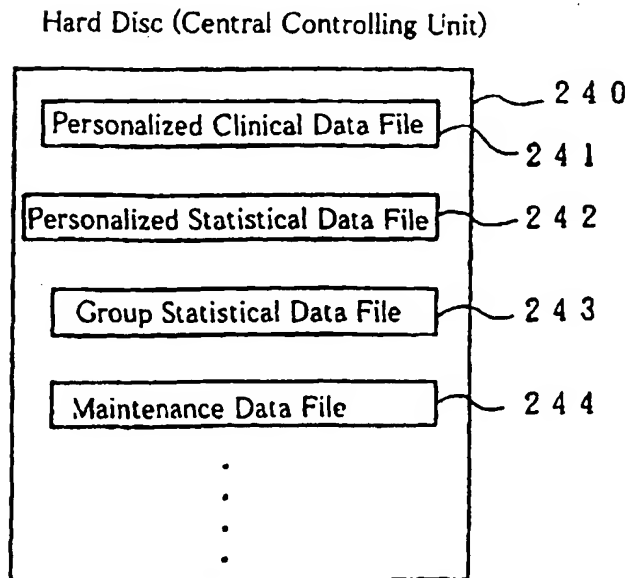 Hard Disc (Central Controlling Unit)
240
Personalized Clinical Data File
241
Personalized Statistical Data File
242
Group Statistical Data File
243
Maintenance Data File
244